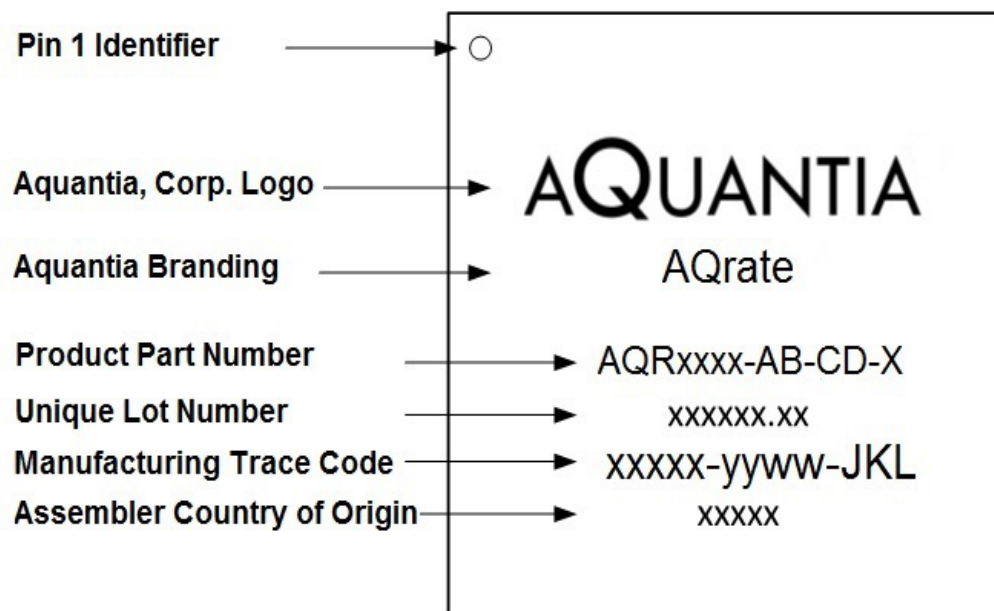 Pin 1 Identifier
Aquantia, Corp. Logo AQUANTIA
Aquantia Branding AQrate
Product Part Number AQRxxxx-AB-CD-X
Unique Lot Number xxxxxx.xx
Manufacturing Trace Code xxxxx-yyww-JKL
Assembler Country of Origin xxxxx